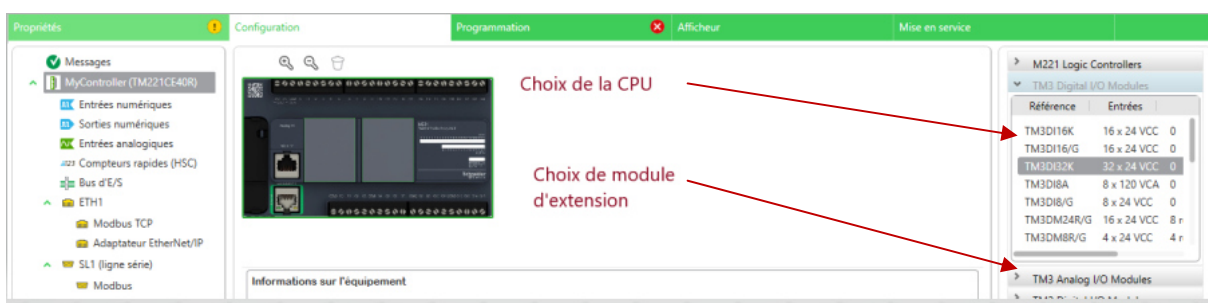 Propriétés
Configuration
Programmation
Afficheur
Mise en service
Messages
MyController (TM221CE40R)
Entrées numériques
Sorties numériques
Entrées analogiques
Compteurs rapides (HSC)
Bus d'E/S
ETH1
Modbus TCP
Adaptateur EtherNet/IP
SL1 (ligne série)
Modbus
Choix de la CPU
Choix de module
d'extension
Informations sur l'équipement
M221 Logic Controllers
TM3 Digital I/O Modules
Référence Entrées
TM3DI16K 16 x 24 VCC 0
TM3DI16/G 16 x 24 VCC 0
TM3DI32K 32 x 24 VCC 0
TM3DI8A 8 x 120 VCA 0
TM3DI8/G 8 x 24 VCC 0
TM3DM24R/G 16 x 24 VCC 8 r
TM3DM8R/G 4 x 24 VCC 4 r
TM3 Analog I/O Modules